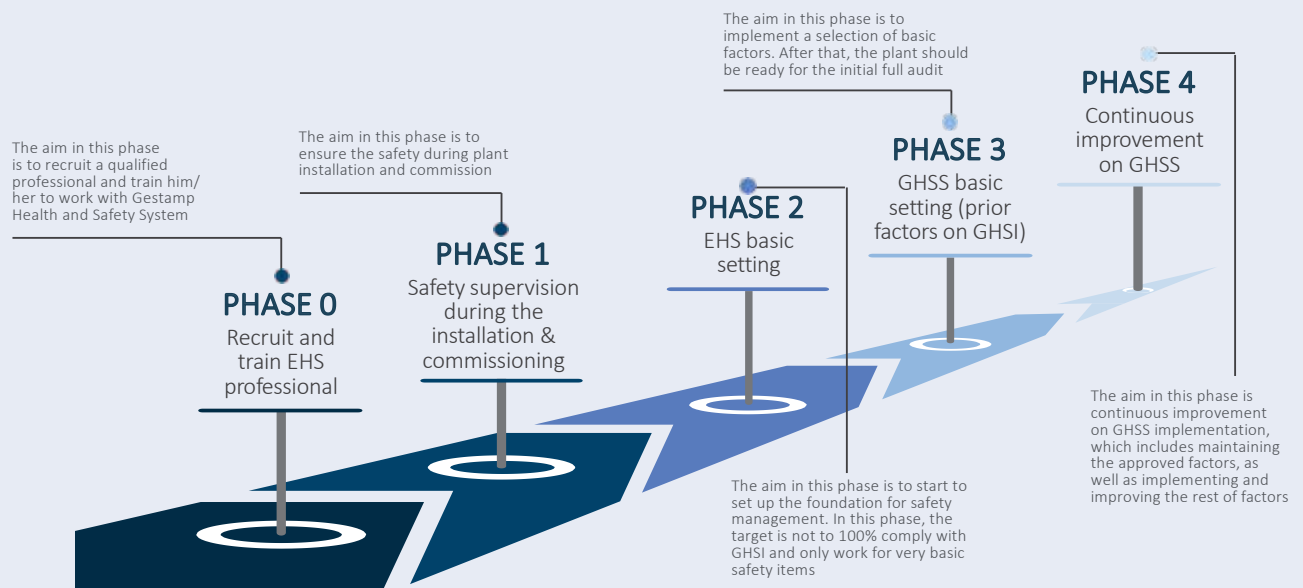 The aim in this phase
is to recruit a qualified
professional and train him/
her to work with Gestamp
Health and Safety System
PHASE 0
Recruit and
train EHS
professional
The aim in this phase is to
ensure the safety during plant
installation and commission
PHASE 1
Safety supervision
during the
installation &
commissioning
PHASE 2
EHS basic
setting
The aim in this phase is to start to
set up the foundation for safety
management. In this phase, the
target is not to 100% comply with
GHSI and only work for very basic
safety items
The aim in this phase is to
implement a selection of basic
factors. After that, the plant should
be ready for the initial full audit
PHASE 3
GHSS basic
setting (prior
factors on GHSI)
PHASE 4
Continuous
improvement
on GHSS
The aim in this phase is
continuous improvement
on GHSS implementation,
which includes maintaining
the approved factors, as
well as implementing and
improving the rest of factors